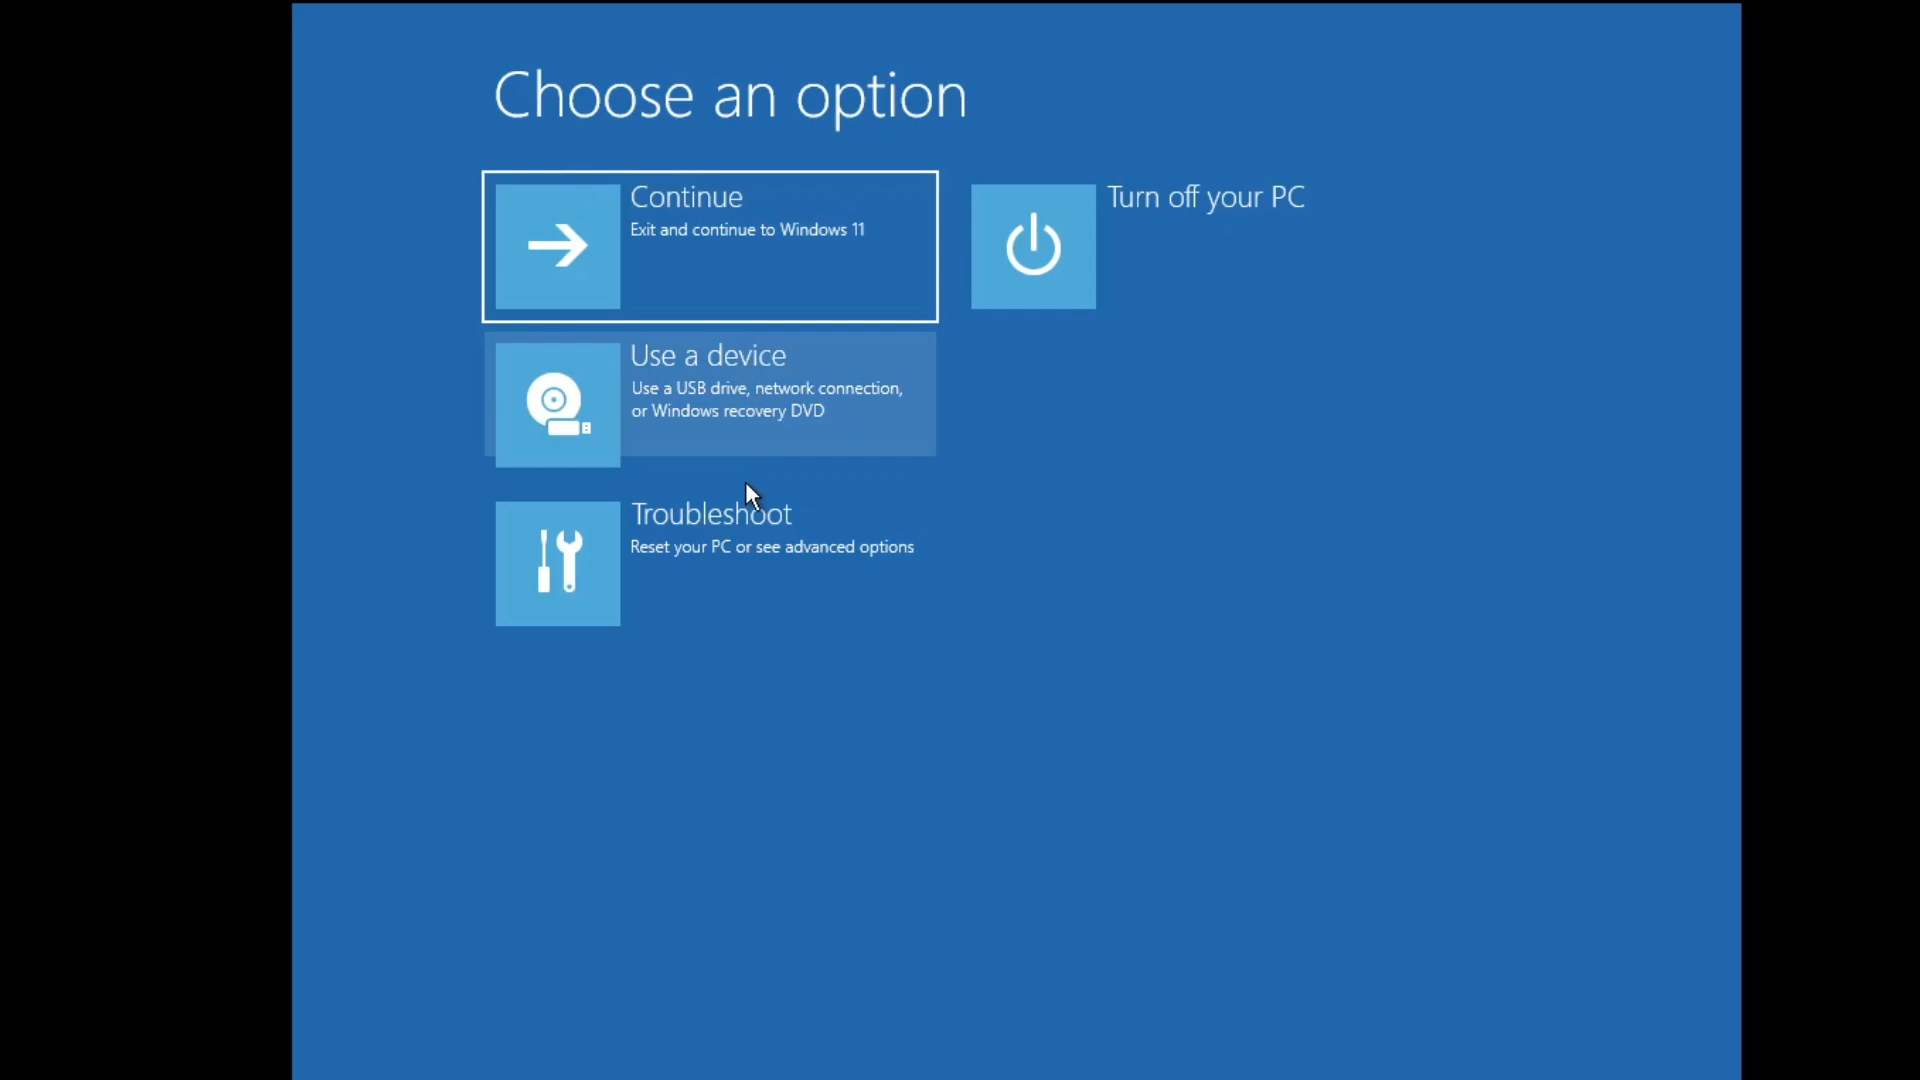 Choose an option
Continue
Exit and continue to Windows 11
Turn off your PC
Use a device
Use a USB drive, network connection,
or Windows recovery DVD
Troubleshoot
Reset your PC or see advanced options